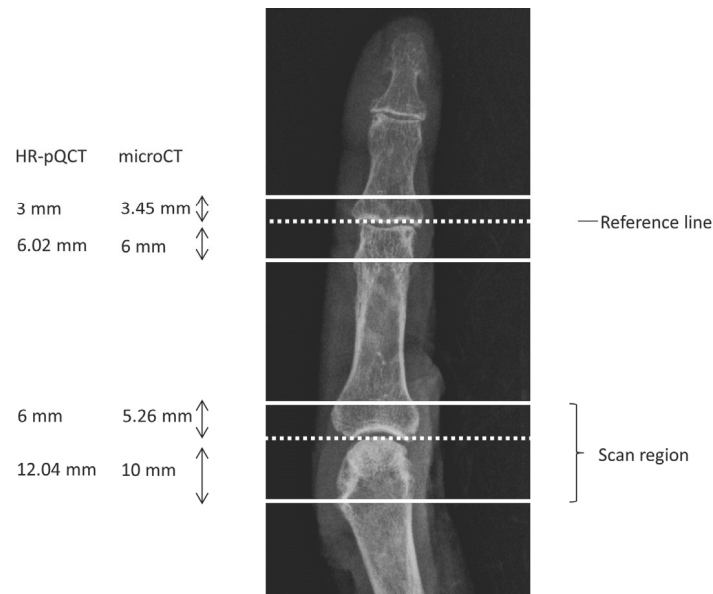 HR-pQCT microCT
3 mm 3.45 mm
Reference line
6.02 mm 6 mm
6 mm 5.26 mm
Scan region
12.04 mm 10 mm